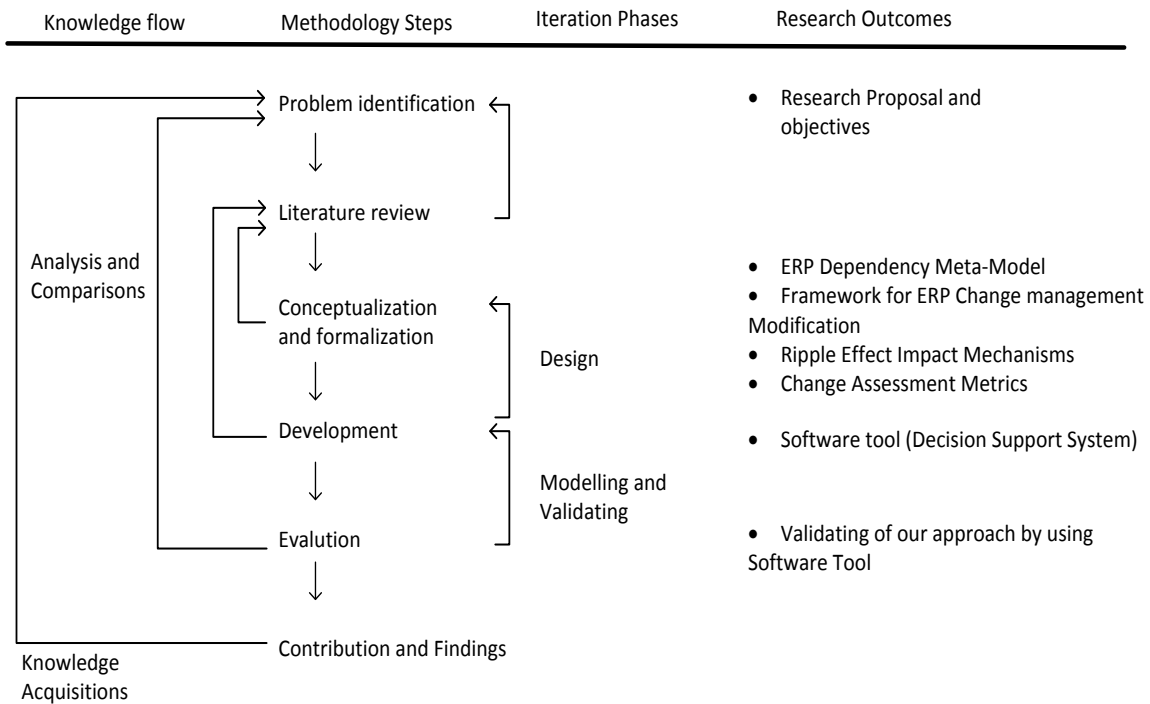 Knowledge flow
Methodology Steps
Iteration Phases
Research Outcomes
Problem identification
• Research Proposal and
objectives
Literature review
Analysis and
Comparisons
Conceptualization
and formalization
Design
• ERP Dependency Meta-Model
• Framework for ERP Change management
Modification
• Ripple Effect Impact Mechanisms
• Change Assessment Metrics
Development
• Software tool (Decision Support System)
Modelling and
Validating
Evalution
• Validating of our approach by using
Software Tool
Contribution and Findings
Knowledge
Acquisitions